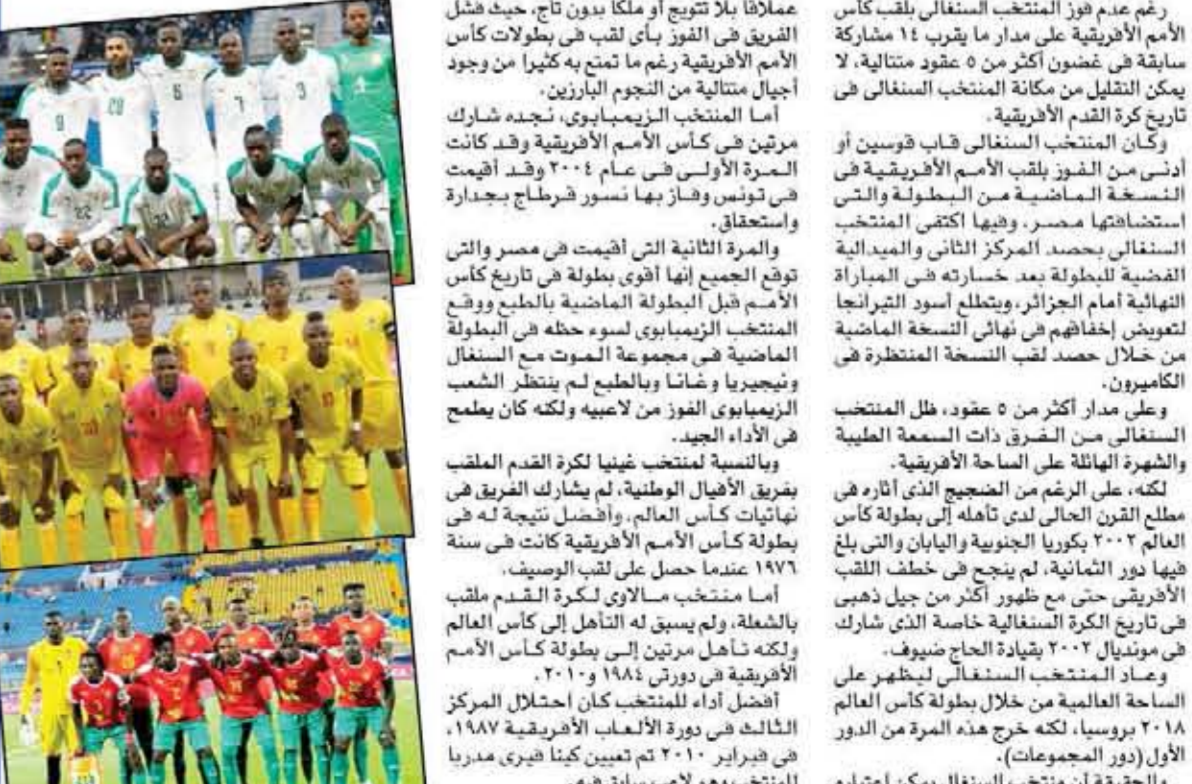 رغم عدم فوز المنتخب السنغالى بلقب كأس
الأمم الأفريقية على مدار ما يقرب ١٤ مشاركة
سابقة فى غضون أكثر من ٥ عقود متتالية، لا
يمكن التقليل من مكانة المنتخب السنغالى فى
تاريخ كرة القدم الأفريقية.
وكان المنتخب السنغالى قاب قوسين أو
أدنى من الفوز بلقب الأمم الأفريقية فى
النسخة الماضية من البطولة والتى
استضافتها مصر، وفيها اكتفى المنتخب
السنغالى بحصد المركز الثانى والميدالية
الفضية للبطولة بعد خسارته فى المباراة
النهائية أمام الجزائر، ويتطلع أسود التيرانجا
لتعويض إخفاقهم فى نهائى النسخة الماضية
من خلال حصد لقب النسخة المنتظرة فى
الكاميرون.
وعلى مدار أكثر من ٥ عقود، ظل المنتخب
السنغالى من الفرق ذات السمعة الطيبة
والشهرة الهائلة على الساحة الأفريقية.
لكنه، على الرغم من الضجيج الذى أثاره فى
مطلع القرن الحالى لدى تأهله إلى بطولة كأس
العالم ٢٠٠٢ بكوريا الجنوبية واليابان والتى بلغ
فيها دور الثمانية، لم ينجح فى خطف اللقب
الأفريقى حتى مع ظهور أكثر من جيل ذهبى
فى تاريخ الكرة السنغالية خاصة الذى شارك
فى مونديال ٢٠٠٢ بقيادة الحاج ضيوف.
وعاد المنتخب السنغالى ليظهر على
الساحة العالمية من خلال بطولة كأس العالم
٢٠١٨ بروسيا، لكنه خرج هذه المرة من الدور
الأول (دور المجموعات).
عملاقا بلا تتويج أو ملكا بدون تاج، حيث فشل
الفريق فى الفوز بأى لقب فى بطولات كأس
الأمم الأفريقية رغم ما تمتع به كثيرا من وجود
أجيال متتالية من النجوم البارزين.
أما المنتخب الزيمبابوى، نجده شارك
مرتين فى كأس الأمم الأفريقية وقد كانت
المرة الأولى فى عام ٢٠٠٤ وقد أقيمت
فى تونس وفاز بها نسور قرطاج بجدارة
واستحقاق.
والمرة الثانية التى أقيمت فى مصر والتى
توقع الجميع إنها أقوى بطولة فى تاريخ كأس
الأمم قبل البطولة الماضية بالطبع ووقع
المنتخب الزيمبابوى لسوء حظه فى البطولة
الماضية فى مجموعة الموت مع السنغال
ونيجيريا وغانا وبالطبع لم ينتظر الشعب
الزيمبابوى الفوز من لاعبيه ولكنه كان يطمح
فى الأداء الجيد.
وبالنسبة لمنتخب غينيا لكرة القدم الملقب
بفريق الأفيال الوطنية، لم يشارك الفريق فى
نهائيات كأس العالم، وأفضل نتيجة له فى
بطولة كأس الأمم الأفريقية كانت فى سنة
١٩٧٦ عندما حصل على لقب الوصيف.
أما منتخب مالاوى لكرة القدم ملقب
بالشعلة، ولم يسبق له التأهل إلى كأس العالم
ولكنه تأهل مرتين إلى بطولة كأس الأمم
الأفريقية فى دورتى ١٩٨٤ و٢٠١٠.
أفضل أداء للمنتخب كان احتلال المركز
الثالث فى دورة الألعاب الأفريقية ١٩٨٧،
فى فبراير ٢٠١٠ تم تعيين كينا فيرى مدربا